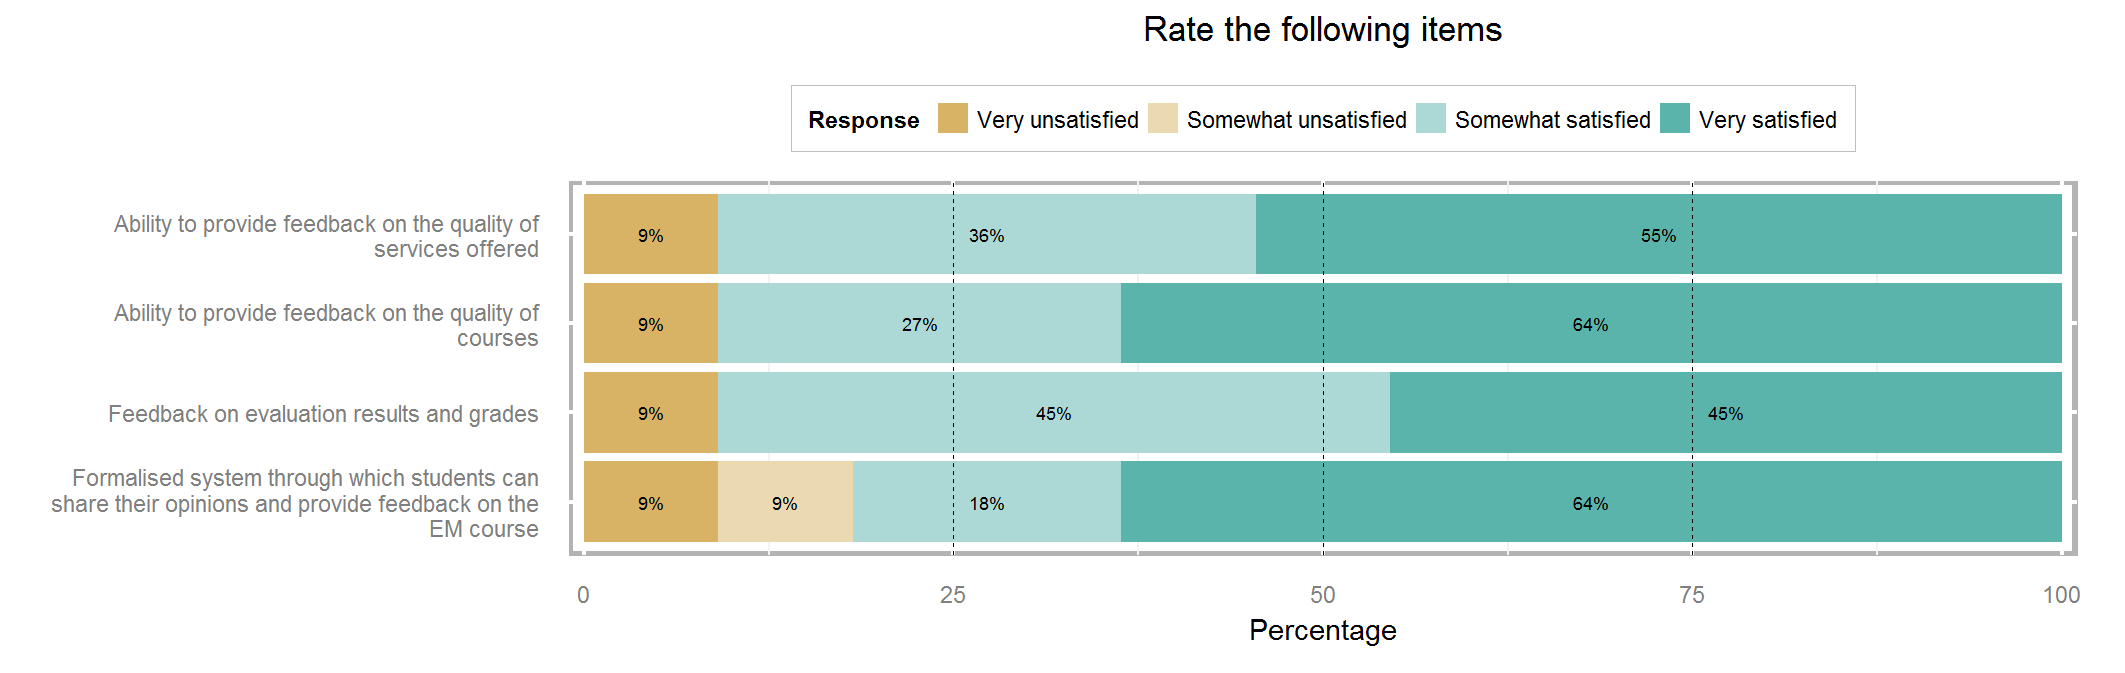 Rate the following items
Response Very unsatisfied Somewhat unsatisfied Somewhat satisfied Very satisfied
Ability to provide feedback on the quality of
services offered
9% 36% 55%
Ability to provide feedback on the quality of
courses
9% 27% 64%
Feedback on evaluation results and grades
9% 45% 45%
Formalised system through which students can
share their opinions and provide feedback on the
EM course
9% 9% 18% 64%
0 25 50 75 100
Percentage